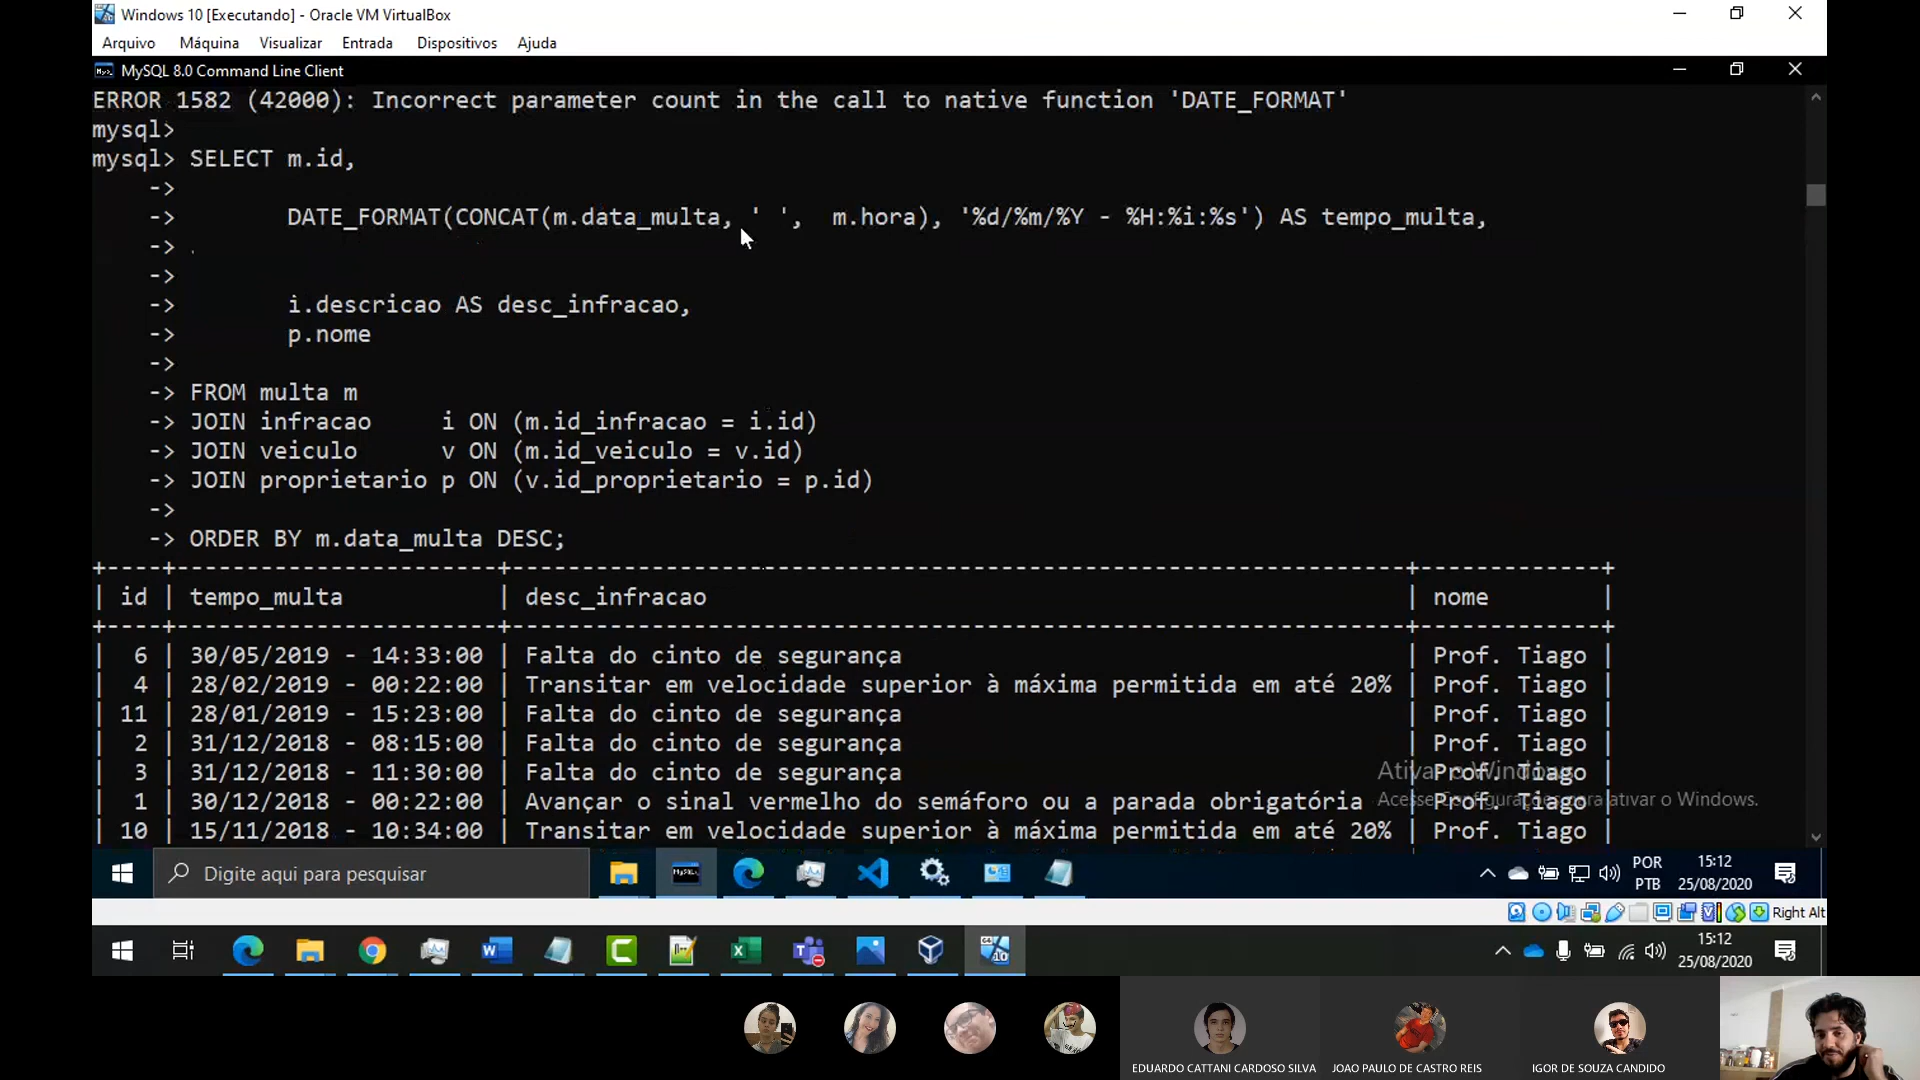 Windows 10 [Executando] - Oracle VM VirtualBox
Arquivo Máquina Visualizar Entrada Dispositivos Ajuda
MySQL 8.0 Command Line Client
ERROR 1582 (42000): Incorrect parameter count in the call to native function 'DATE_FORMAT'
mysql>
mysql> SELECT m.id,
->
-> DATE_FORMAT(CONCAT(m.data_multa, ' ', m.hora), '%d/%m/%Y - %H:%i:%s') AS tempo_multa,
->
->
-> i.descricao AS desc_infracao,
-> p.nome
->
-> FROM multa m
-> JOIN infracao i ON (m.id_infracao = i.id)
-> JOIN veiculo v ON (m.id_veiculo = v.id)
-> JOIN proprietario p ON (v.id_proprietario = p.id)
->
-> ORDER BY m.data_multa DESC;
| id | tempo_multa | desc_infracao | nome |
| 6 | 30/05/2019 - 14:33:00 | Falta do cinto de segurança | Prof. Tiago |
| 4 | 28/02/2019 - 00:22:00 | Transitar em velocidade superior à máxima permitida em até 20% | Prof. Tiago |
| 11 | 28/01/2019 - 15:23:00 | Falta do cinto de segurança | Prof. Tiago |
| 2 | 31/12/2018 - 08:15:00 | Falta do cinto de segurança | Prof. Tiago |
| 3 | 31/12/2018 - 11:30:00 | Falta do cinto de segurança | Prof. Tiago |
| 1 | 30/12/2018 - 00:22:00 | Avançar o sinal vermelho do semáforo ou a parada obrigatória | Prof. Tiago |
| 10 | 15/11/2018 - 10:34:00 | Transitar em velocidade superior à máxima permitida em até 20% | Prof. Tiago |
Ativar o Windows
Acesse Configurações para ativar o Windows.
Digite aqui para pesquisar
POR
PTB
15:12
25/08/2020
Right Alt
15:12
25/08/2020
EDUARDO CATTANI CARDOSO SILVA
JOAO PAULO DE CASTRO REIS
IGOR DE SOUZA CANDIDO